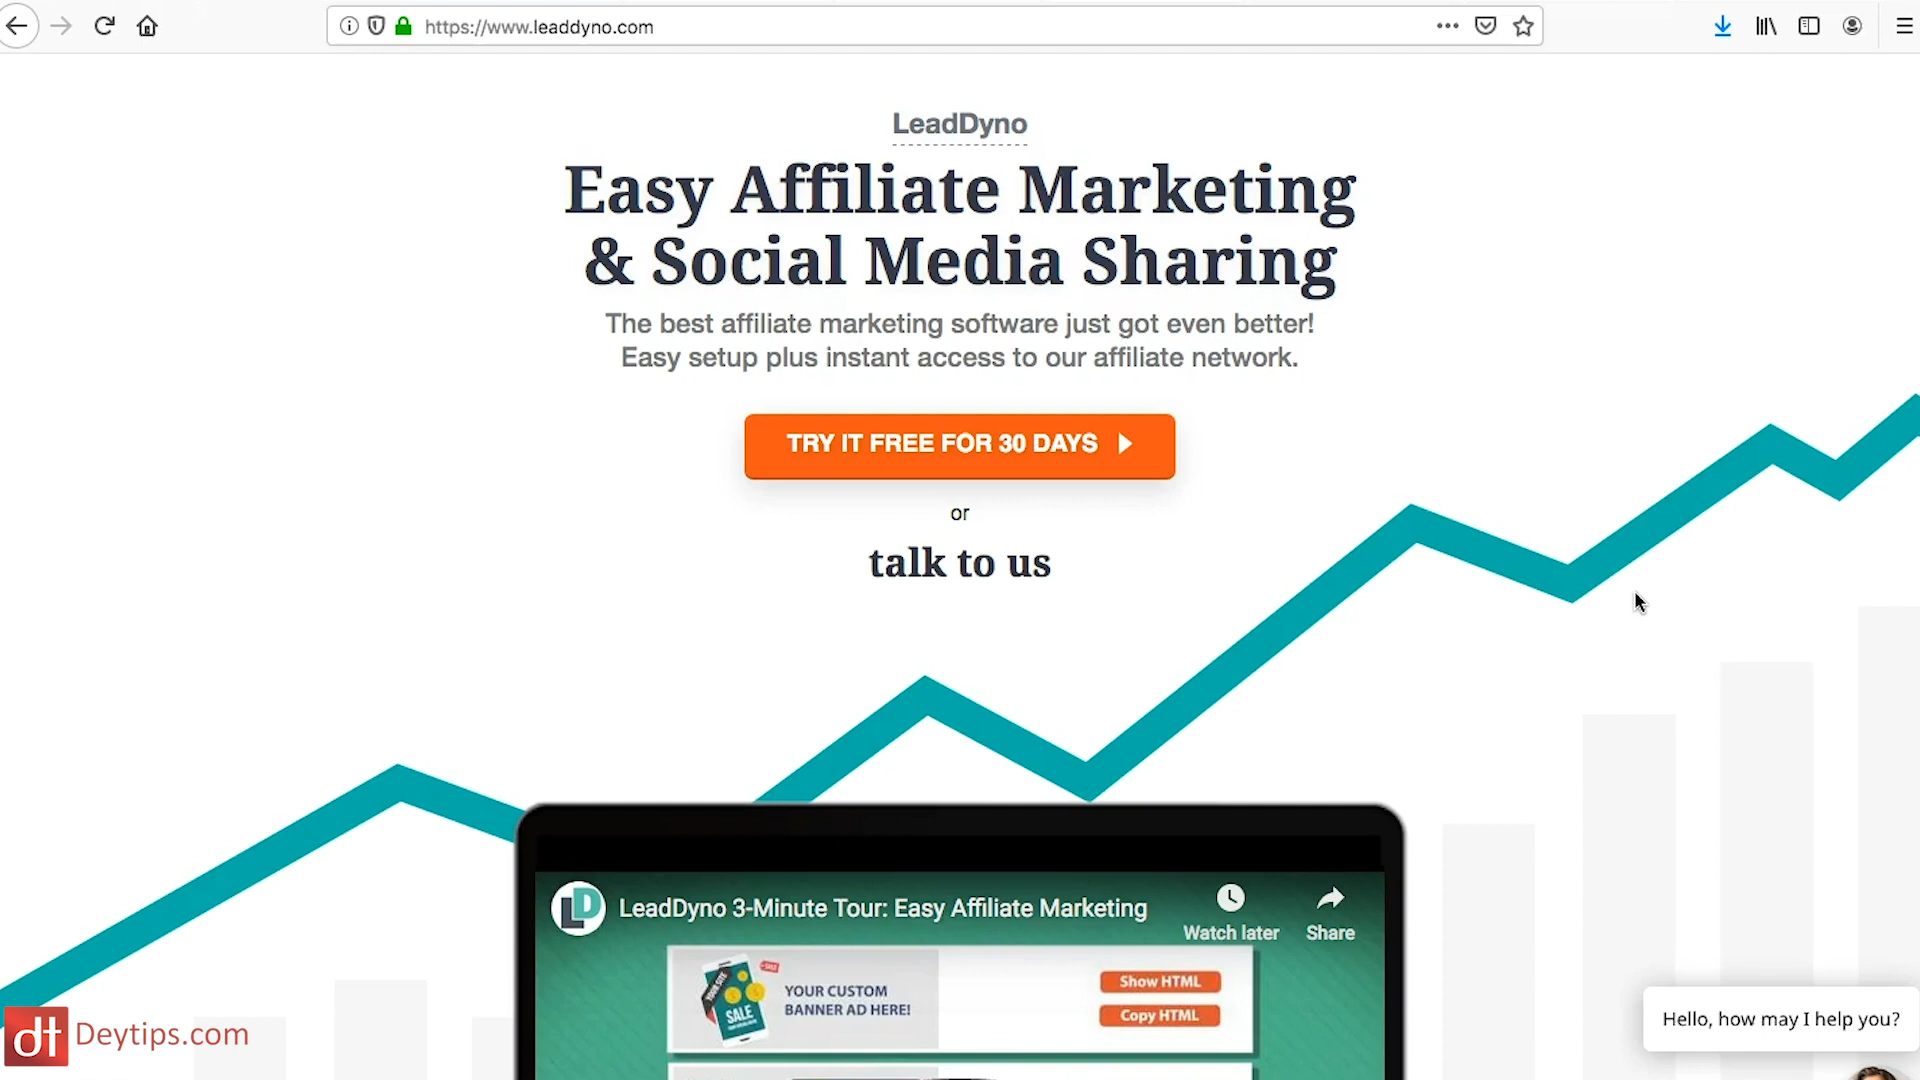 https://www.leaddyno.com
LeadDyno
Easy Affiliate Marketing
& Social Media Sharing
The best affiliate marketing software just got even better!
Easy setup plus instant access to our affiliate network.
TRY IT FREE FOR 30 DAYS
or
talk to us
LD
LeadDyno 3-Minute Tour: Easy Affiliate Marketing
Watch later
Share
SALE
YOUR CUSTOM
BANNER AD HERE!
SALE
Show HTML
Copy HTML
Hello, how may I help you?
dt Deytips.com